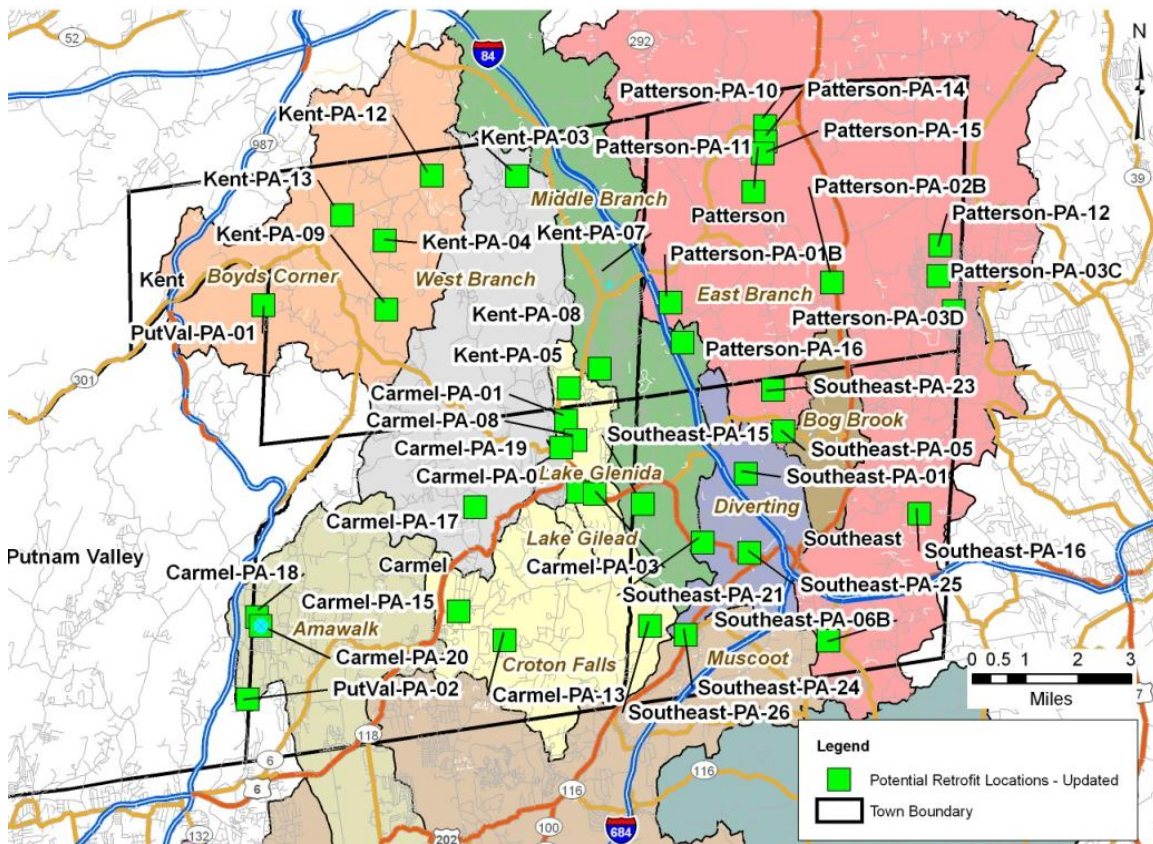 52
292
84
N
Patterson-PA-10
Patterson-PA-14
Kent-PA-12
Kent-PA-03
987
Patterson-PA-11
Patterson-PA-15
39
Kent-PA-13
Middle Branch
Patterson
Patterson-PA-02B
Patterson-PA-12
Kent-PA-09
Kent-PA-04
Kent-PA-07
Patterson-PA-01B
Kent
Boyds Corner
West Branch
East Branch
Patterson-PA-03C
PutVal-PA-01
Kent-PA-08
Patterson-PA-03D
Patterson-PA-16
301
Kent-PA-05
Carmel-PA-01
Southeast-PA-23
Carmel-PA-08
Bog Brook
Southeast-PA-15
Carmel-PA-19
Southeast-PA-05
Carmel-PA-0
Lake Glenida
Southeast-PA-01
Diverting
Carmel-PA-17
Lake Gilead
Southeast
Putnam Valley
Carmel
Carmel-PA-03
Southeast-PA-16
Carmel-PA-18
Southeast-PA-25
Carmel-PA-15
Southeast-PA-21
Amawalk
Southeast-PA-06B
Carmel-PA-20
Croton Falls
Muscoot
0 0.5 1 2 3
Miles
PutVal-PA-02
Carmel-PA-13
Southeast-PA-24
7
Southeast-PA-26
118
6
6
116
116
132
202
100
684
Legend
Potential Retrofit Locations - Updated
Town Boundary